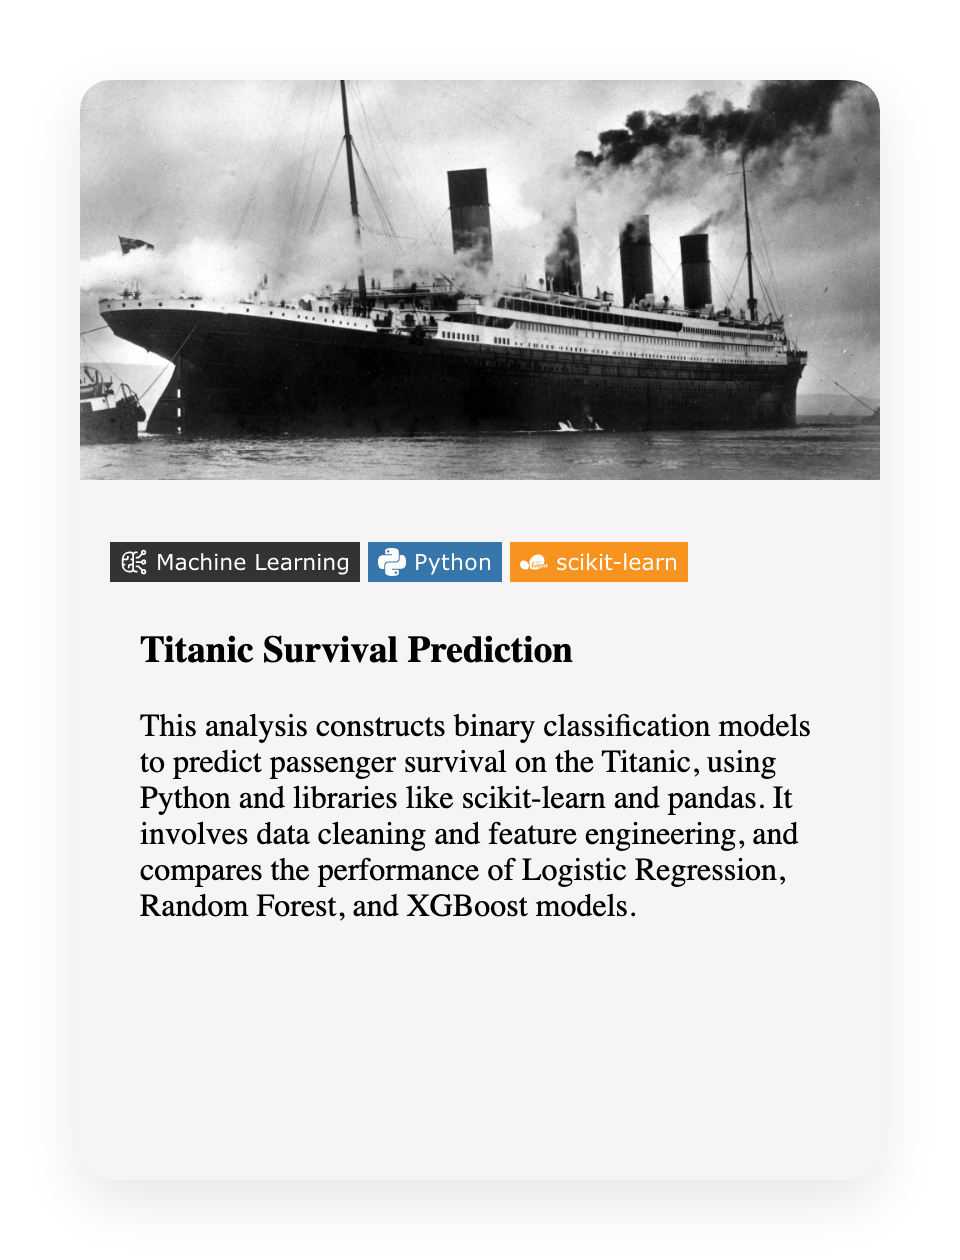 Machine Learning
Python
scikit-learn
Titanic Survival Prediction
This analysis constructs binary classification models
to predict passenger survival on the Titanic, using
Python and libraries like scikit-learn and pandas. It
involves data cleaning and feature engineering, and
compares the performance of Logistic Regression,
Random Forest, and XGBoost models.